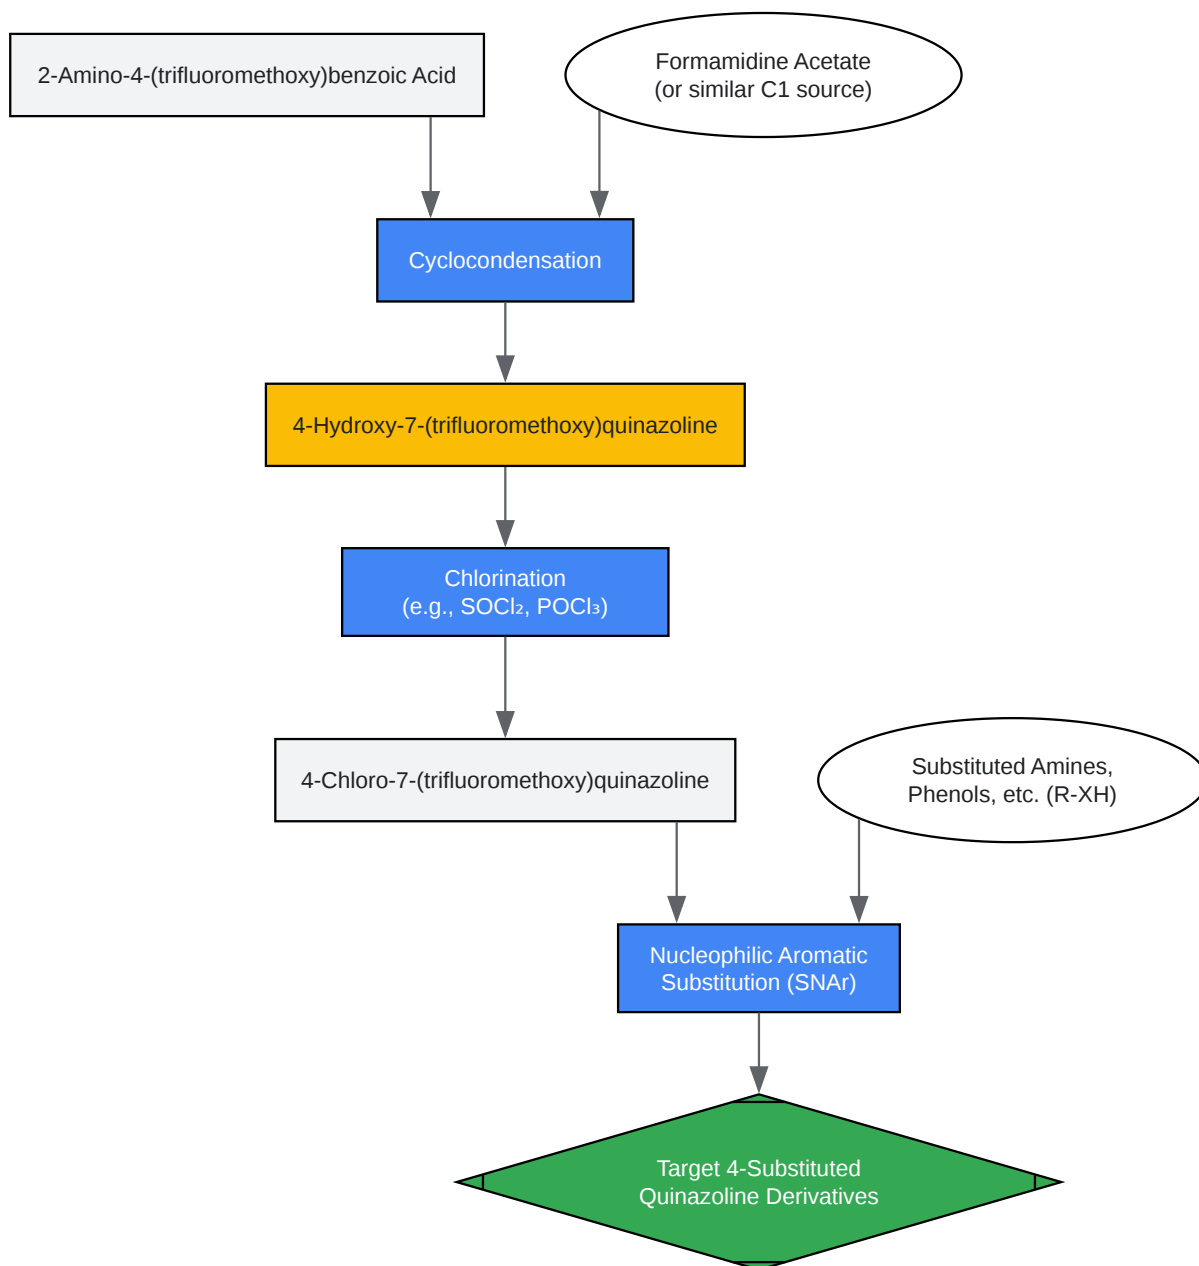 2-Amino-4-(trifluoromethoxy)benzoic Acid
Formamidine Acetate
(or similar C1 source)
Cyclocondensation
4-Hydroxy-7-(trifluoromethoxy)quinazoline
Chlorination
(e.g., SOCl₂, POCl₃)
4-Chloro-7-(trifluoromethoxy)quinazoline
Substituted Amines,
Phenols, etc. (R-XH)
Nucleophilic Aromatic
Substitution (SNAr)
Target 4-Substituted
Quinazoline Derivatives